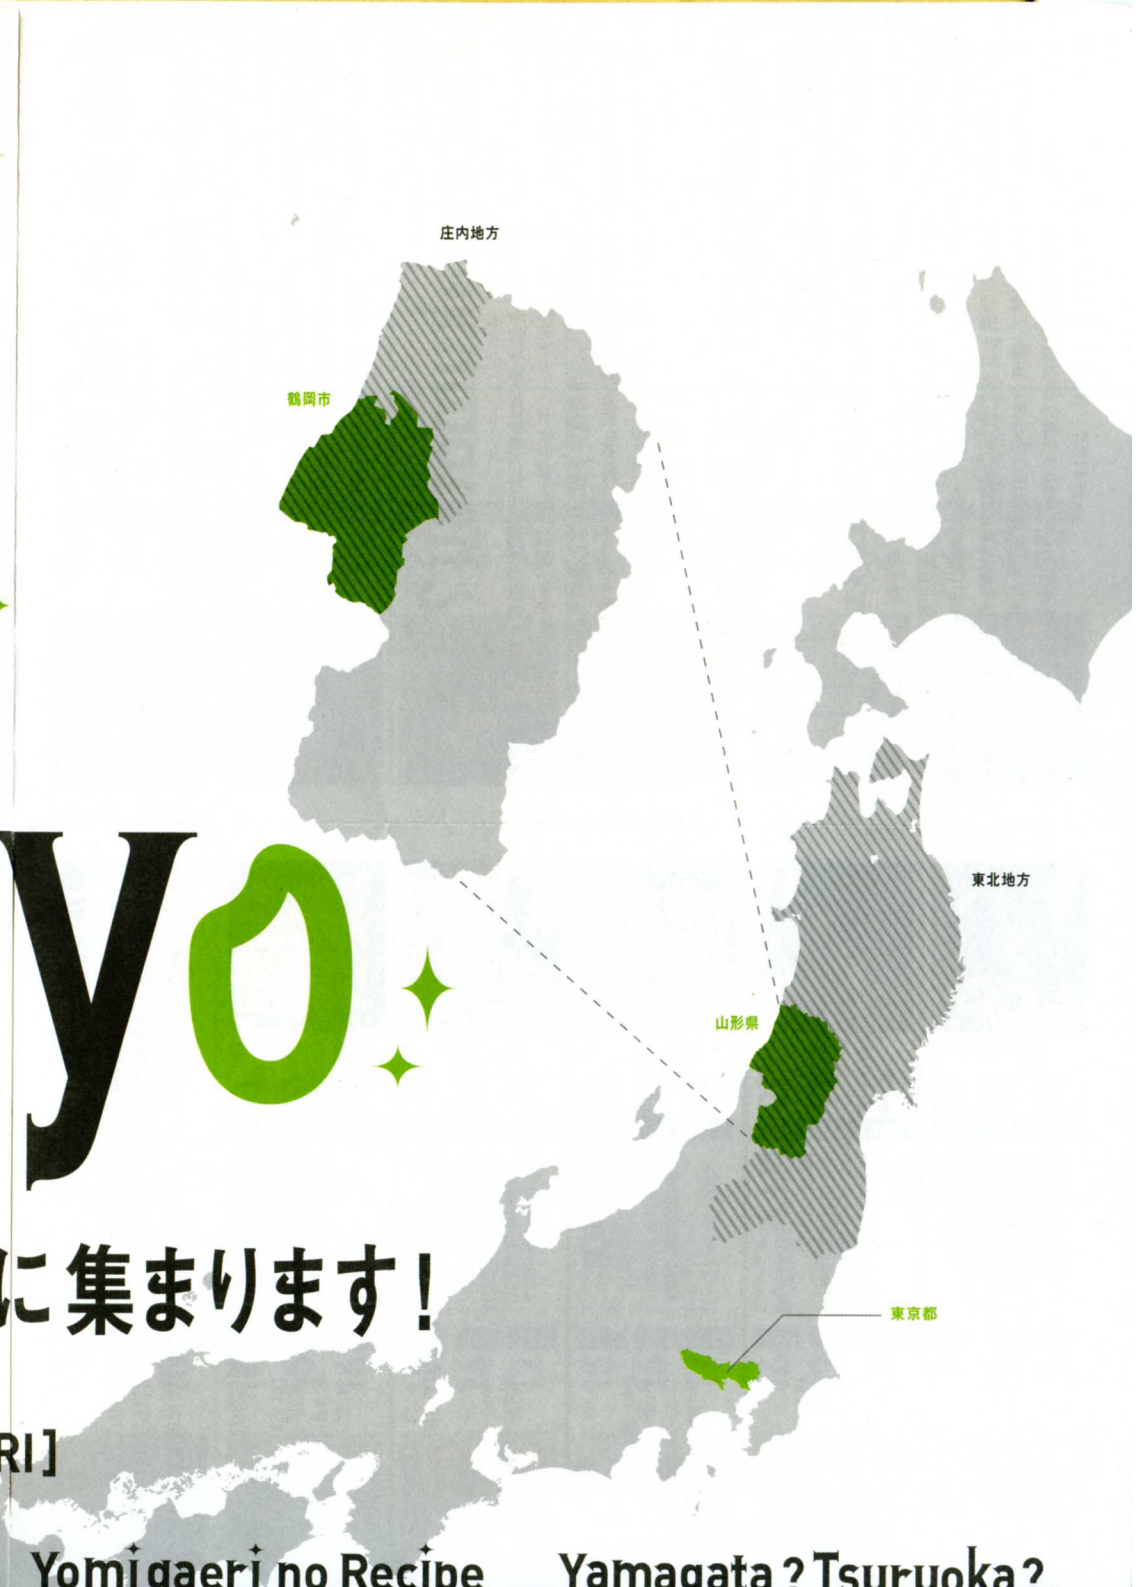 庄内地方
鶴岡市
東北地方
yo
山形県
に集まります!
東京都
RI]
Yomigaeri no Recipe
Yamagata? Tsuruoka?